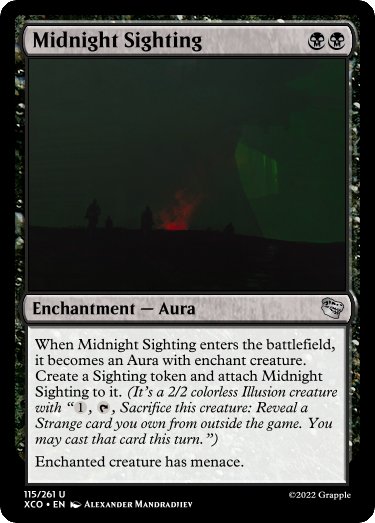 Midnight Sighting
Enchantment — Aura
When Midnight Sighting enters the battlefield,
it becomes an Aura with enchant creature.
Create a Sighting token and attach Midnight
Sighting to it. (It's a 2/2 colorless Illusion creature
with “1, , Sacrifice this creature: Reveal a
Strange card you own from outside the game. You
may cast that card this turn.”)
Enchanted creature has menace.
115/261 U
XCO • EN Alexander Mandradjiev
©2022 Grapple